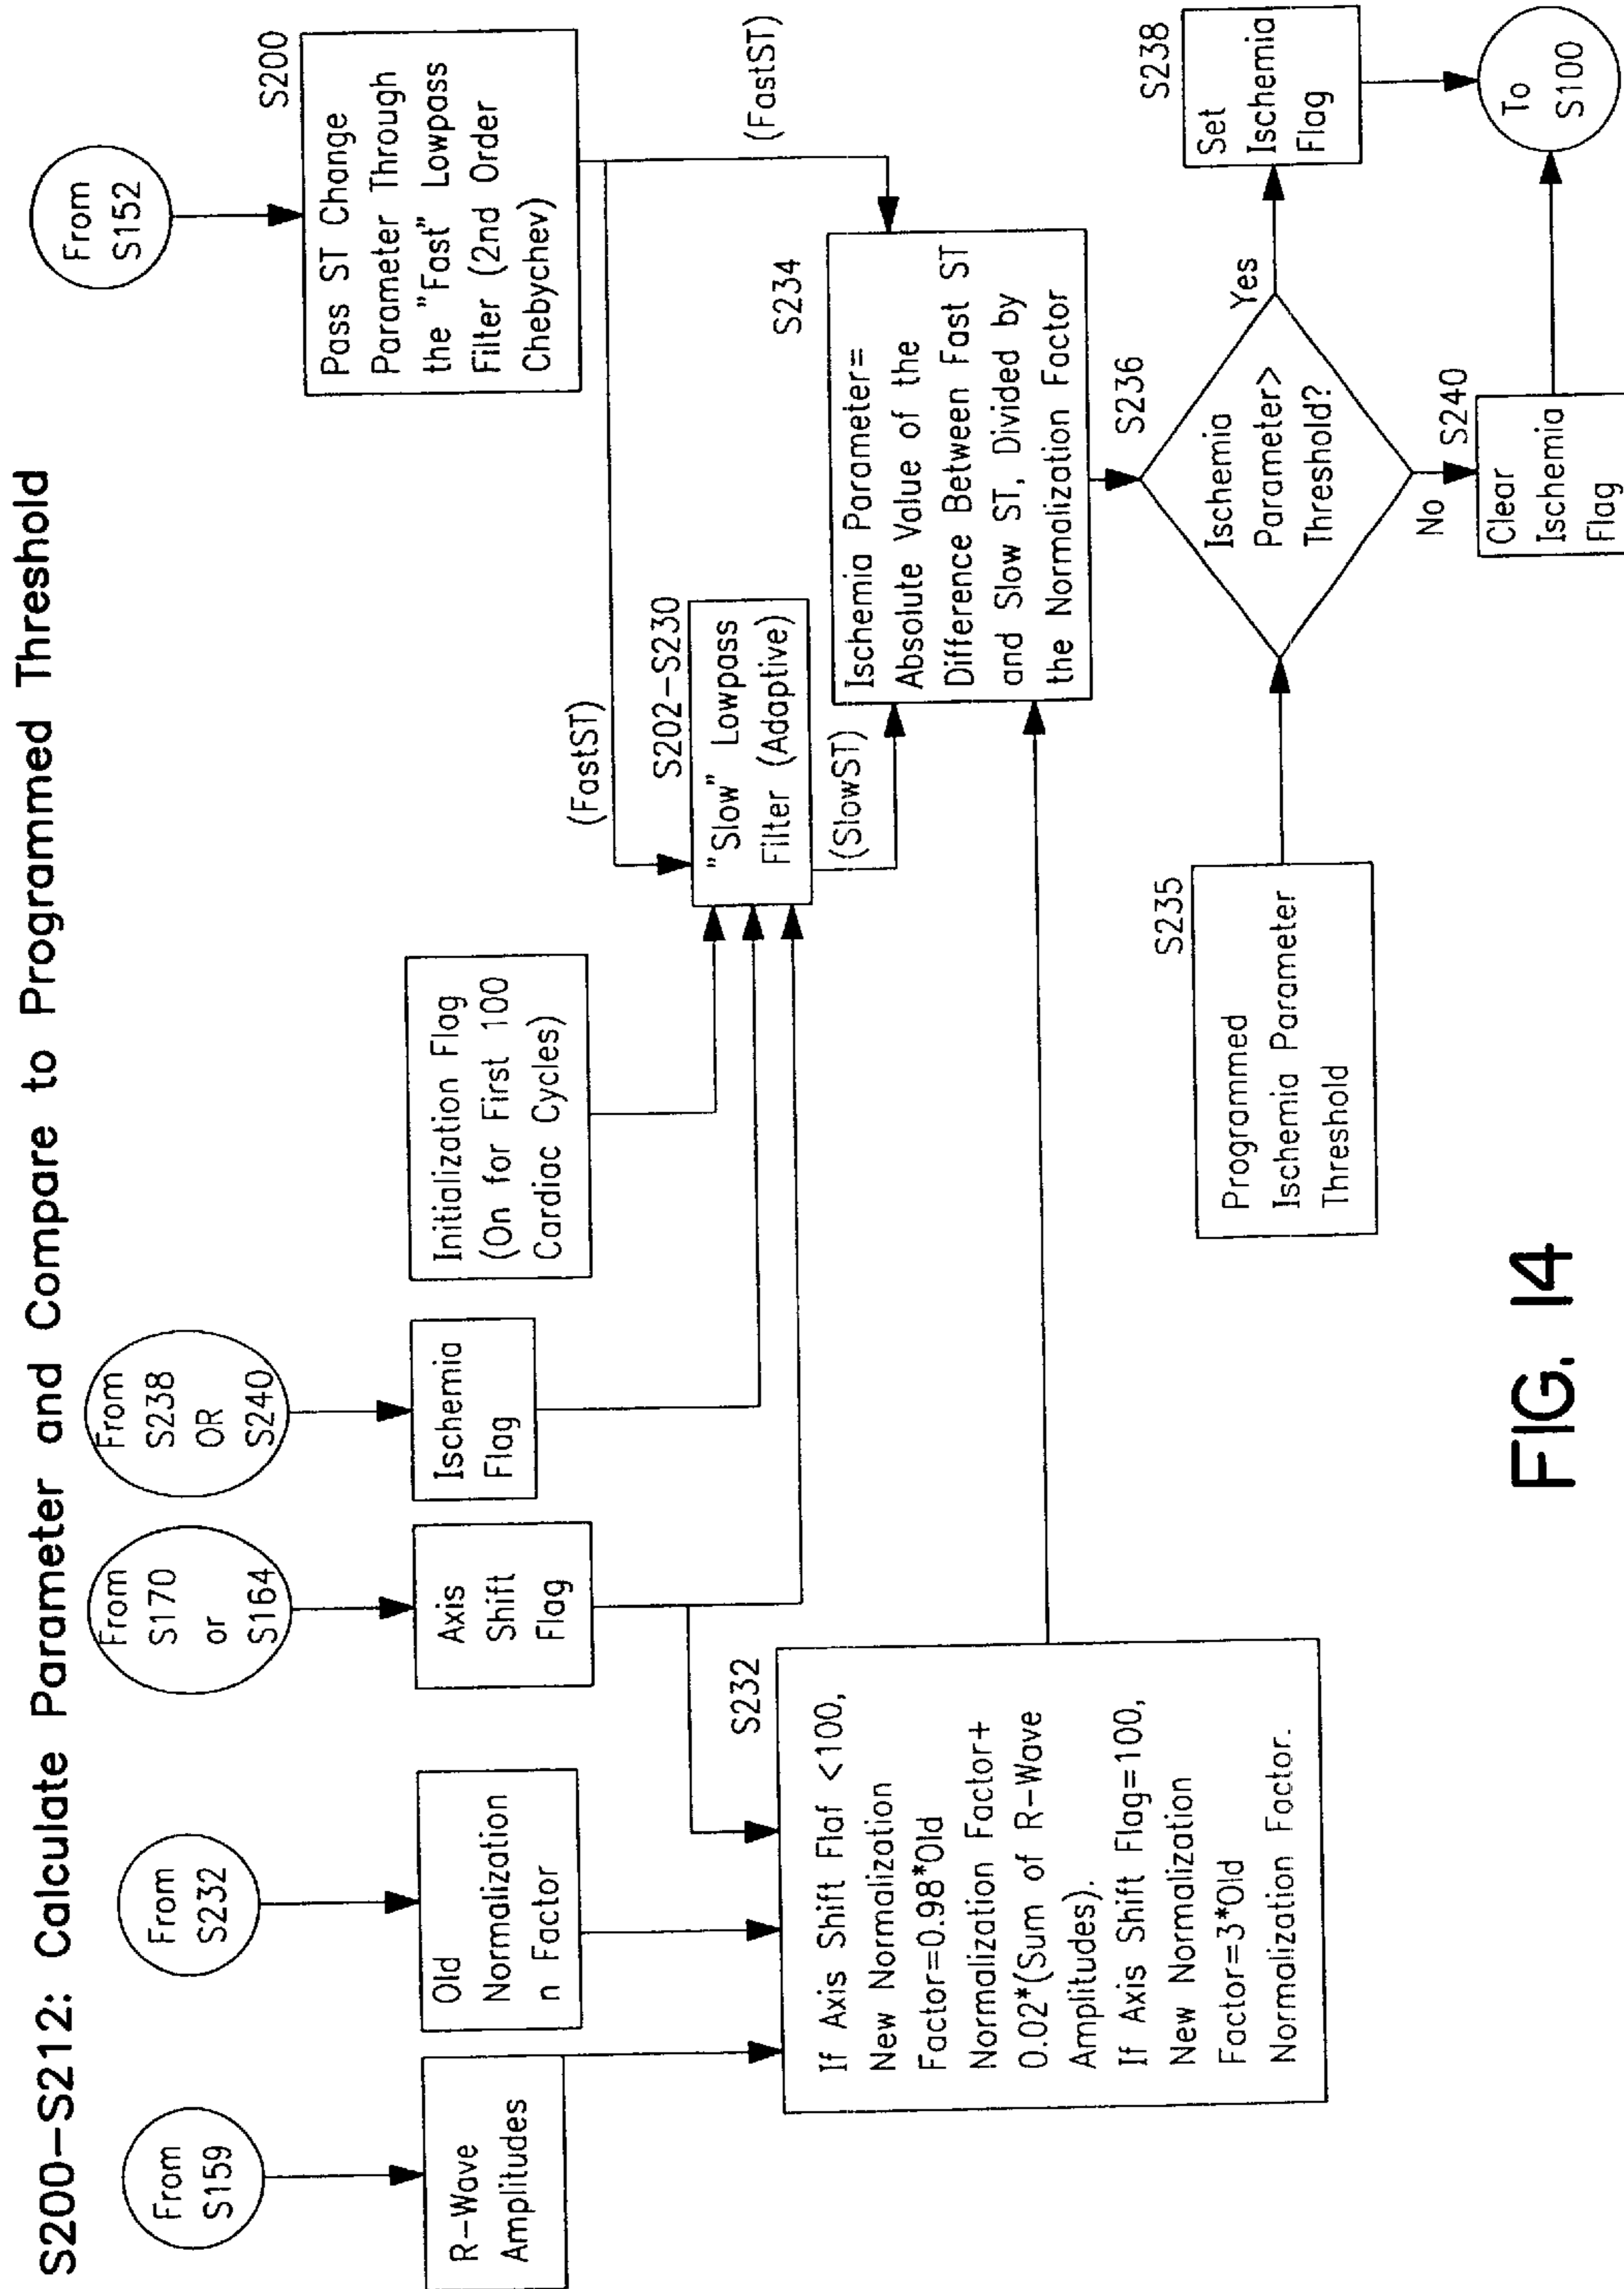 S200-S212: Calculate Parameter and Compare to Programmed Threshold
From
S159
From
S232
From
S170
or
S164
From
S238
OR
S240
From
S152
R-Wave
Amplitudes
Old
Normalization
n Factor
Axis
Shift
Flag
Ischemia
Flag
Initialization Flag
(On for First 100
Cardiac Cycles)
S200
Pass ST Change
Parameter Through
the "Fast" Lowpass
Filter (2nd Order
Chebychev)
(FastST)
(FastST)
S202-S230
"Slow" Lowpass
Filter (Adaptive)
(SlowST)
S232
If Axis Shift Flaf <100,
New Normalization
Factor=0.98*Old
Normalization Factor+
0.02*(Sum of R-Wave
Amplitudes).
If Axis Shift Flag=100,
New Normalization
Factor=3*Old
Normalization Factor.
S234
Ischemia Parameter=
Absolute Value of the
Difference Between Fast ST
and Slow ST, Divided by
the Normalization Factor
S235
Programmed
Ischemia Parameter
Threshold
S236
Ischemia
Parameter>
Threshold?
Yes
No
S238
Set
Ischemia
Flag
S240
Clear
Ischemia
Flag
To
S100
FIG. 14